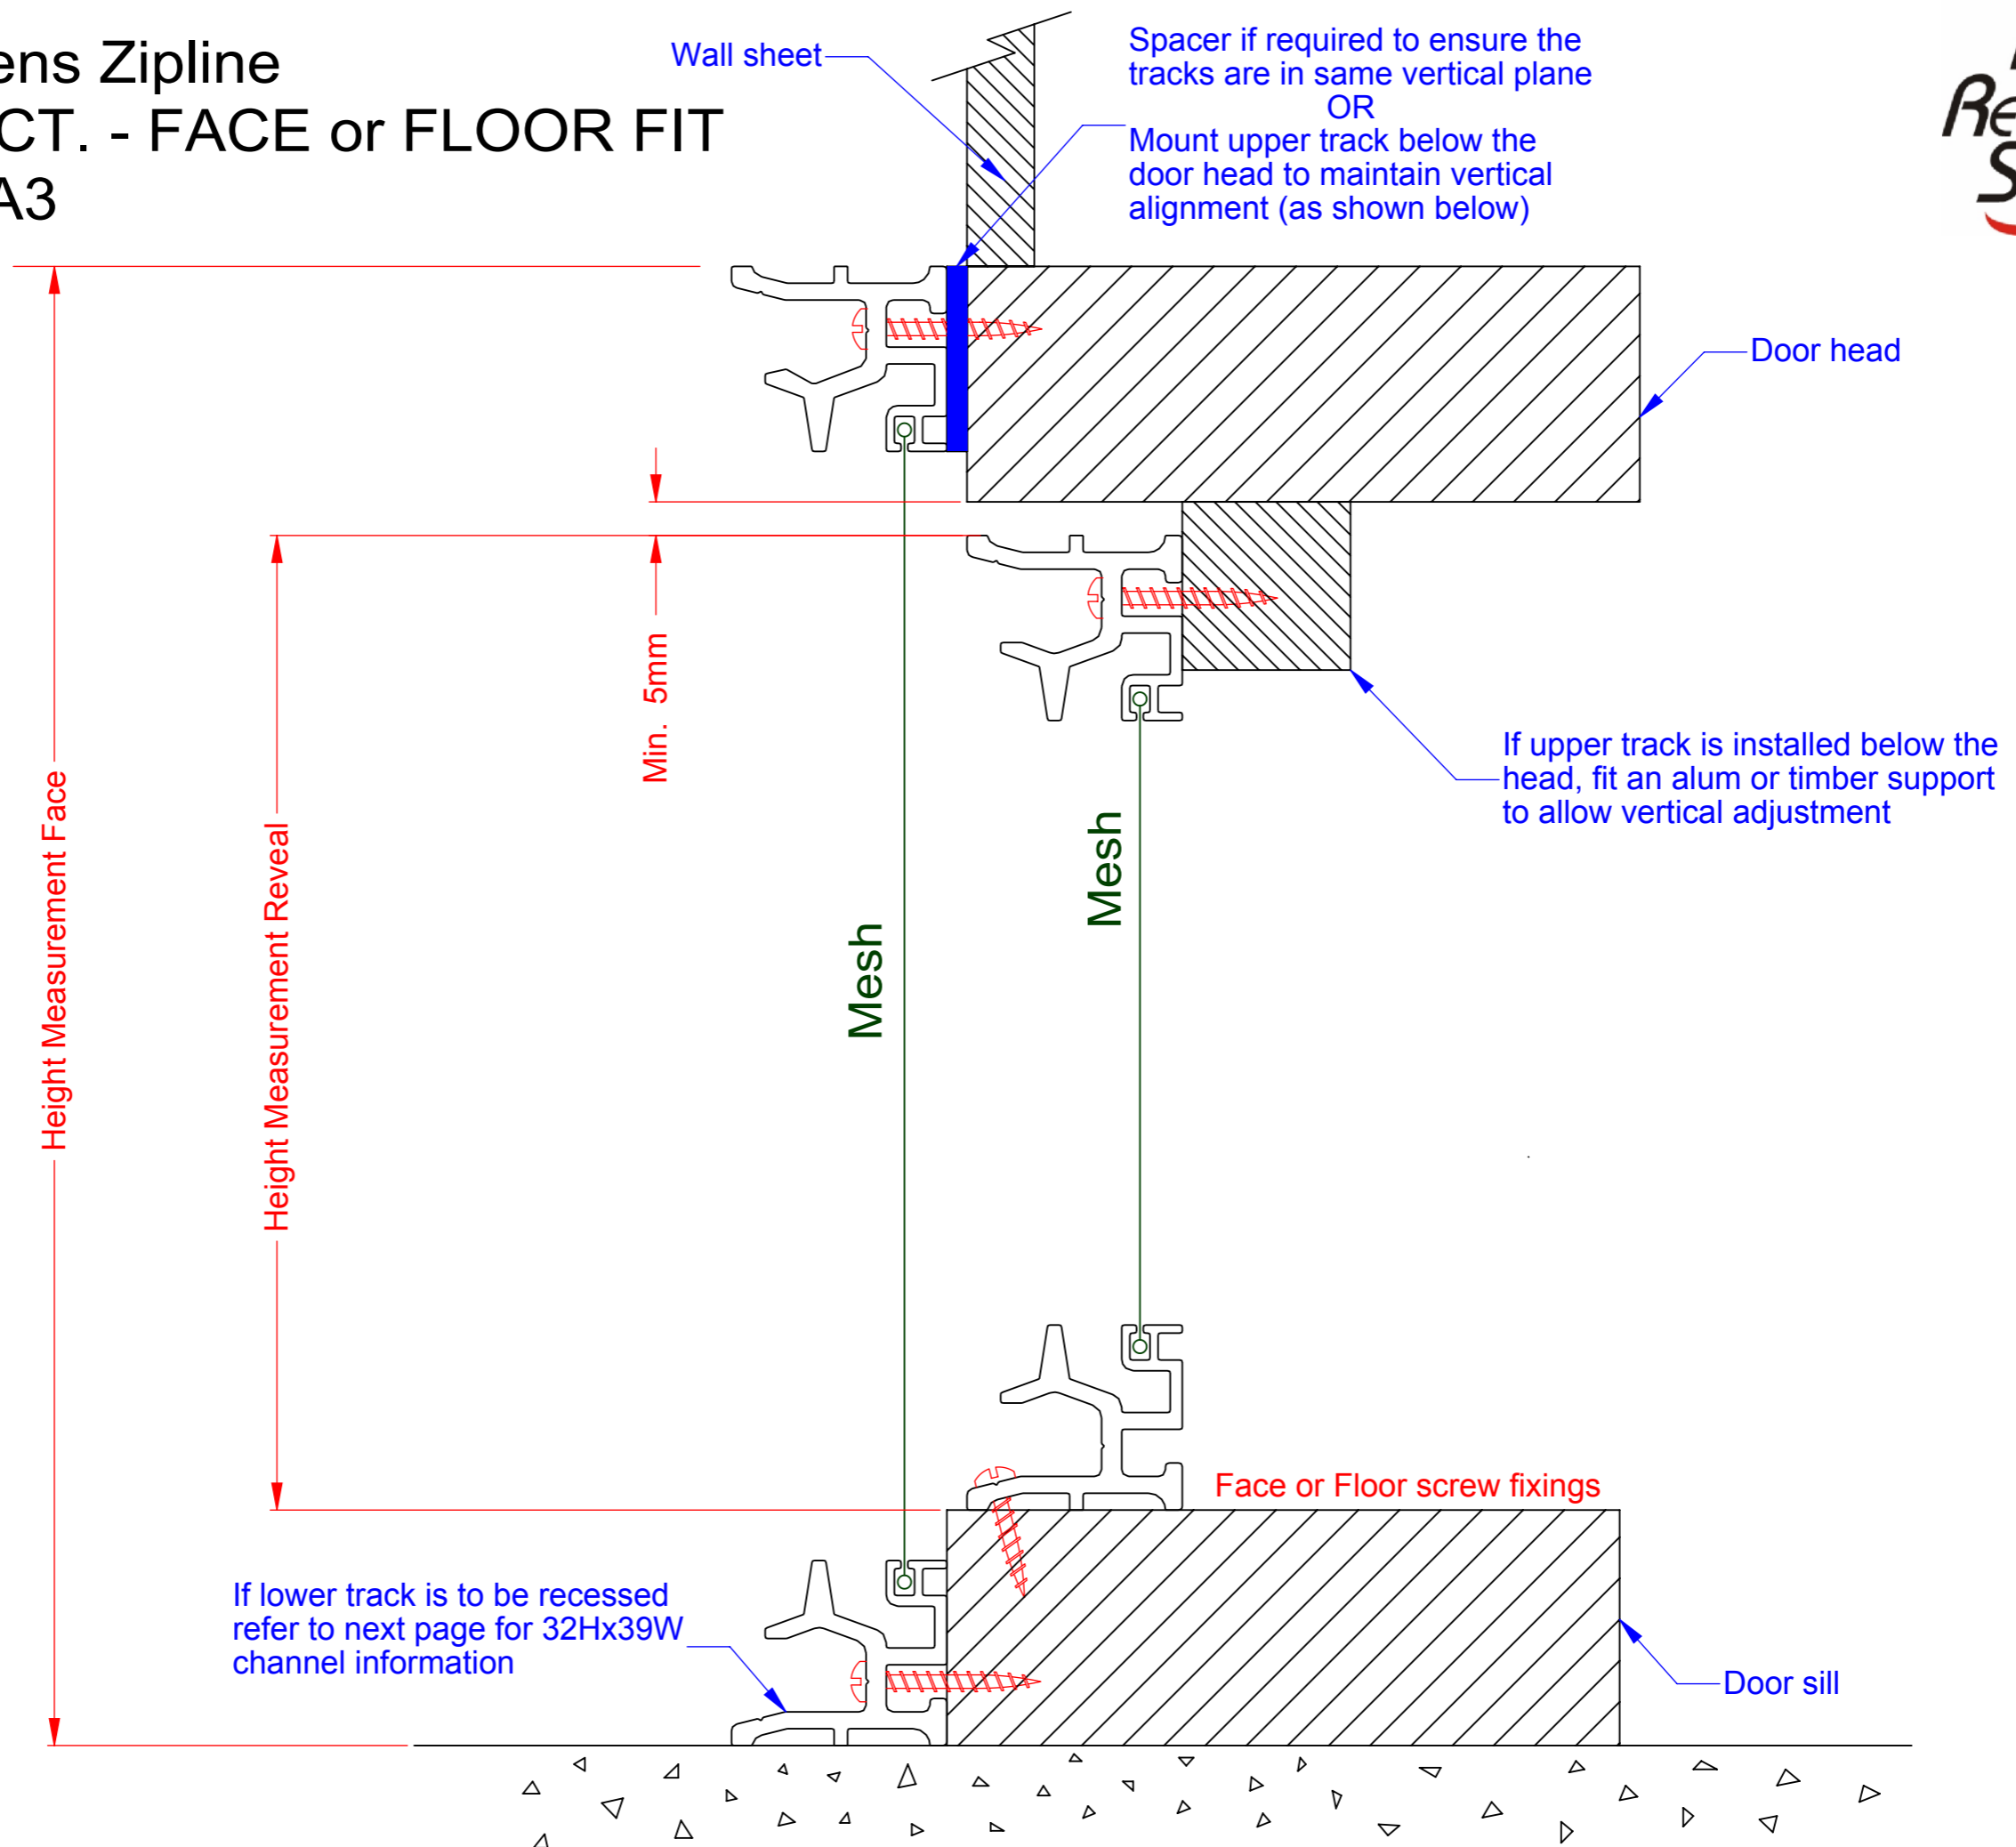 ens Zipline
CT. - FACE or FLOOR FIT
A3
Wall sheet
Spacer if required to ensure the
tracks are in same vertical plane
OR
Mount upper track below the
door head to maintain vertical
alignment (as shown below)
Door head
Min. 5mm
If upper track is installed below the
head, fit an alum or timber support
to allow vertical adjustment
Height Measurement Face
Height Measurement Reveal
Mesh
Mesh
Face or Floor screw fixings
If lower track is to be recessed
refer to next page for 32Hx39W
channel information
Door sill